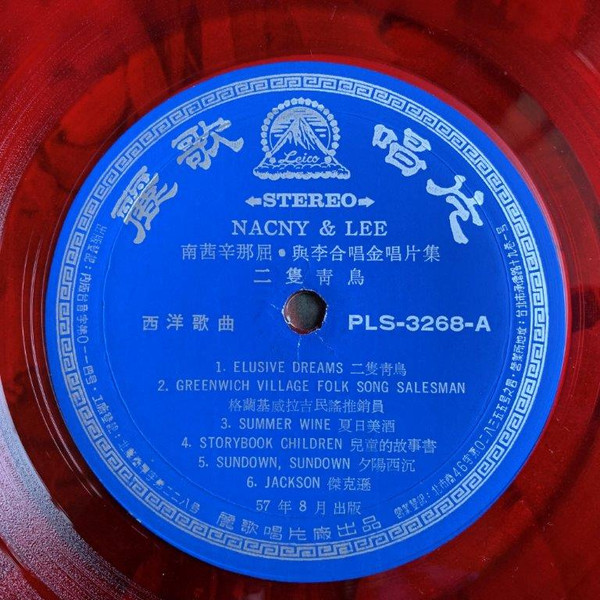 麗歌唱片
Leico
STEREO
NACNY & LEE
南茜辛那屈・與李合唱金唱片集
二隻靑鳥
西洋歌曲
PLS-3268-A
1. ELUSIVE DREAMS 二隻靑鳥
2. GREENWICH VILLAGE FOLK SONG SALESMAN
格蘭基威拉吉民謠推銷員
3. SUMMER WINE 夏日美酒
4. STORYBOOK CHILDREN 兒童的故事書
5. SUNDOWN, SUNDOWN 夕陽西沉
6. JACKSON 傑克遜
57年8月出版
麗歌唱片廠出品